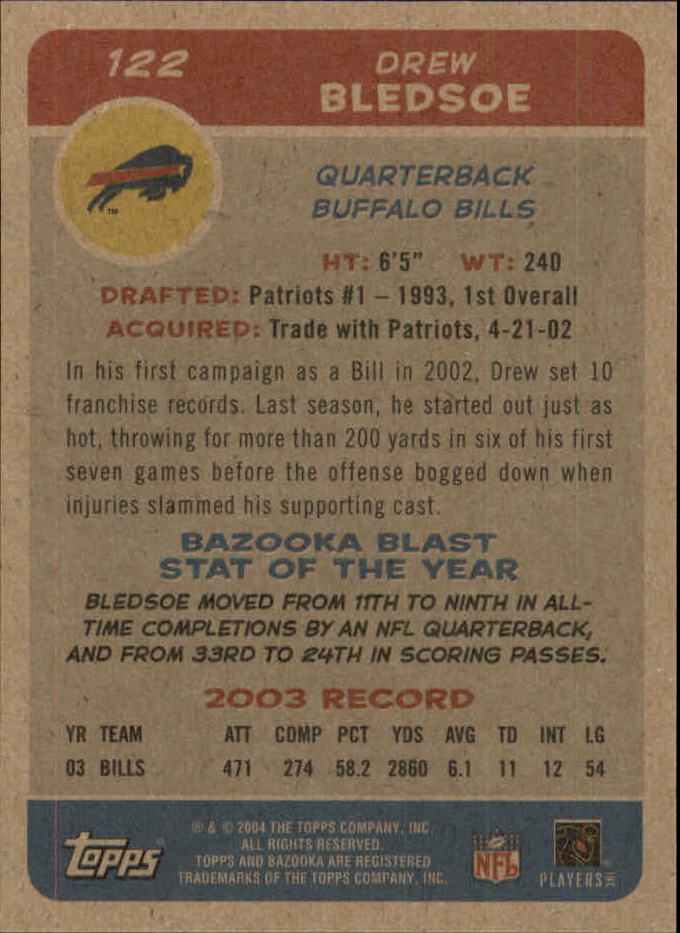 122
DREW
BLEDSOE
TM
QUARTERBACK
BUFFALO BILLS
HT: 6'5" WT: 240
DRAFTED: Patriots #1 – 1993, 1st Overall
ACQUIRED: Trade with Patriots, 4-21-02
In his first campaign as a Bill in 2002, Drew set 10
franchise records. Last season, he started out just as
hot, throwing for more than 200 yards in six of his first
seven games before the offense bogged down when
injuries slammed his supporting cast.
BAZOOKA BLAST
STAT OF THE YEAR
BLEDSOE MOVED FROM 11TH TO NINTH IN ALL-
TIME COMPLETIONS BY AN NFL QUARTERBACK,
AND FROM 33RD TO 24TH IN SCORING PASSES.
2003 RECORD
YR TEAM ATT COMP PCT YDS AVG TD INT LG
03 BILLS 471 274 58.2 2860 6.1 11 12 54
topps
® & © 2004 THE TOPPS COMPANY, INC.
ALL RIGHTS RESERVED.
TOPPS AND BAZOOKA ARE REGISTERED
TRADEMARKS OF THE TOPPS COMPANY, INC.
NFL
PLAYERS